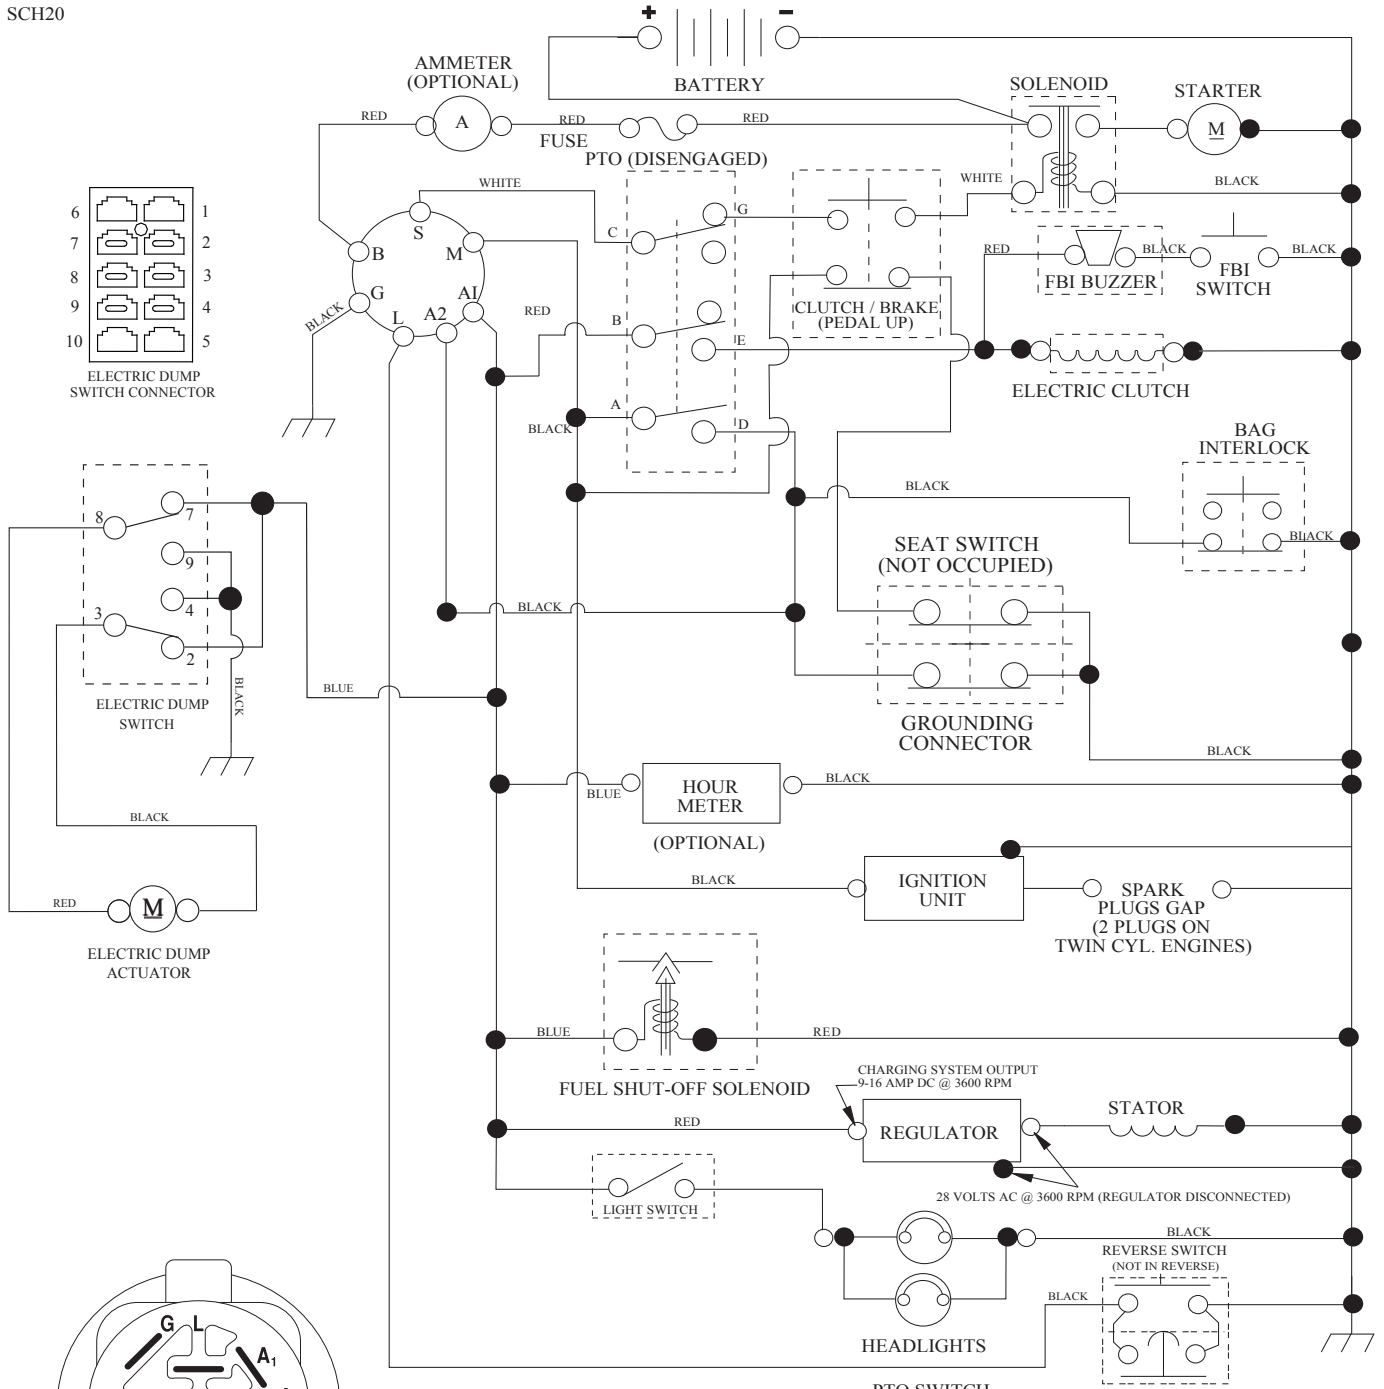 SCH20
+
-
BATTERY
AMMETER
(OPTIONAL)
A
RED
RED
FUSE
RED
SOLENOID
STARTER
M
PTO (DISENGAGED)
WHITE
WHITE
BLACK
S
B
M
G
L
A2
A1
BLACK
RED
C
G
B
E
A
D
BLACK
CLUTCH / BRAKE
(PEDAL UP)
RED
FBI BUZZER
BLACK
FBI
SWITCH
BLACK
ELECTRIC CLUTCH
6
1
7
2
8
3
9
4
10
5
ELECTRIC DUMP
SWITCH CONNECTOR
BAG
INTERLOCK
BLACK
BLACK
8
7
9
4
3
2
BLACK
ELECTRIC DUMP
SWITCH
BLUE
SEAT SWITCH
(NOT OCCUPIED)
BLACK
GROUNDING
CONNECTOR
BLACK
BLUE
HOUR
METER
BLACK
(OPTIONAL)
BLACK
RED
M
ELECTRIC DUMP
ACTUATOR
BLACK
IGNITION
UNIT
SPARK
PLUGS GAP
(2 PLUGS ON
TWIN CYL. ENGINES)
BLUE
RED
FUEL SHUT-OFF SOLENOID
CHARGING SYSTEM OUTPUT
9-16 AMP DC @ 3600 RPM
RED
REGULATOR
STATOR
28 VOLTS AC @ 3600 RPM (REGULATOR DISCONNECTED)
LIGHT SWITCH
BLACK
REVERSE SWITCH
(NOT IN REVERSE)
BLACK
HEADLIGHTS
G
L
A1
PTO SWITCH